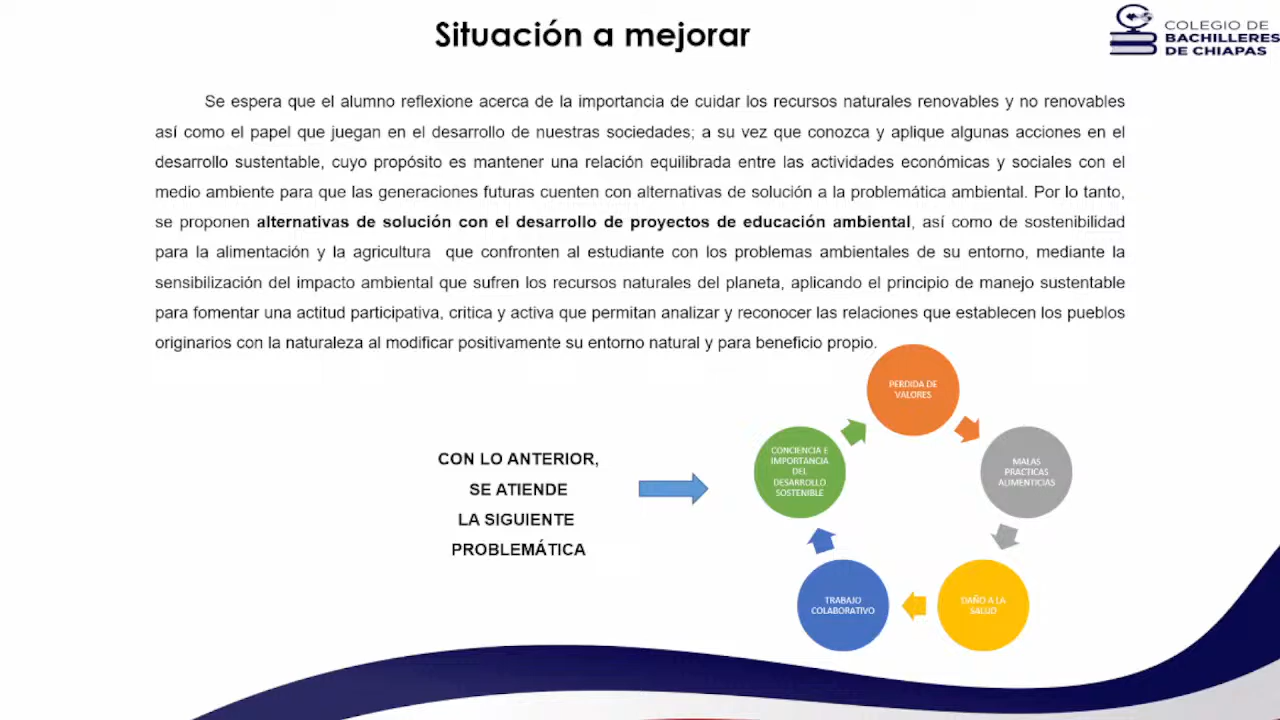 Situación a mejorar
COLEGIO DE
BACHILLERES
DE CHIAPAS
Se espera que el alumno reflexione acerca de la importancia de cuidar los recursos naturales renovables y no renovables
así como el papel que juegan en el desarrollo de nuestras sociedades; a su vez que conozca y aplique algunas acciones en el
desarrollo sustentable, cuyo propósito es mantener una relación equilibrada entre las actividades económicas y sociales con el
medio ambiente para que las generaciones futuras cuenten con alternativas de solución a la problemática ambiental. Por lo tanto,
se proponen alternativas de solución con el desarrollo de proyectos de educación ambiental, así como de sostenibilidad
para la alimentación y la agricultura que confronten al estudiante con los problemas ambientales de su entorno, mediante la
sensibilización del impacto ambiental que sufren los recursos naturales del planeta, aplicando el principio de manejo sustentable
para fomentar una actitud participativa, critica y activa que permitan analizar y reconocer las relaciones que establecen los pueblos
originarios con la naturaleza al modificar positivamente su entorno natural y para beneficio propio.
CON LO ANTERIOR,
SE ATIENDE
LA SIGUIENTE
PROBLEMÁTICA
PERDIDA DE
VALORES
MALAS
PRACTICAS
ALIMENTICIAS
DAÑO A LA
SALUD
TRABAJO
COLABORATIVO
CONCIENCIA E
IMPORTANCIA
DEL
DESARROLLO
SOSTENIBLE